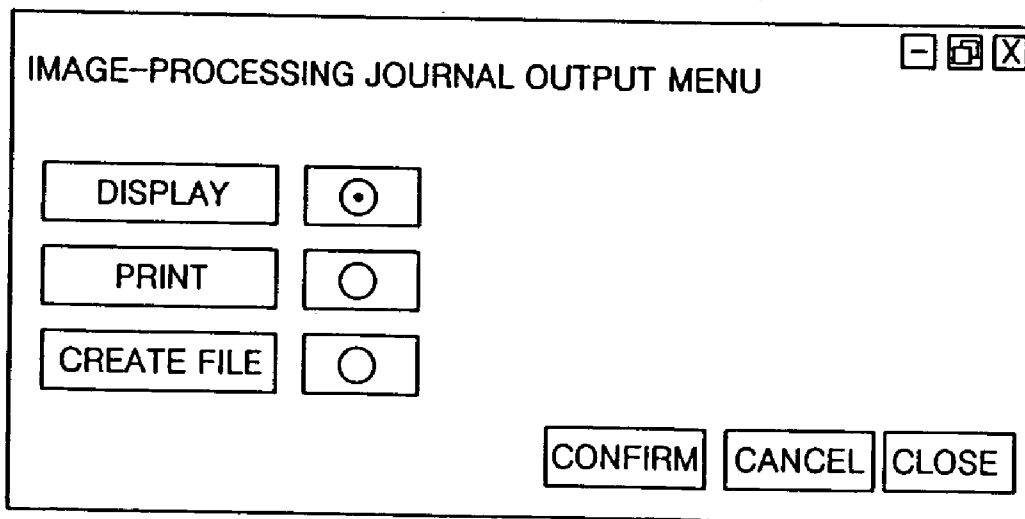 IMAGE-PROCESSING JOURNAL OUTPUT MENU
DISPLAY
PRINT
CREATE FILE
CONFIRM CANCEL CLOSE